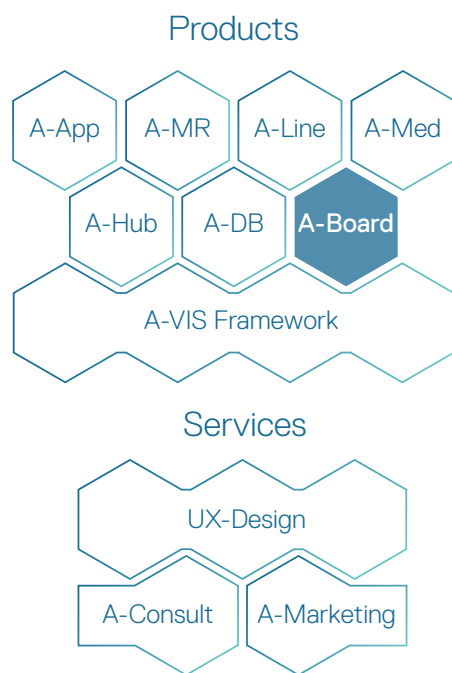 Products
A-App
A-MR
A-Line
A-Med
A-Hub
A-DB
A-Board
A-VIS Framework
Services
UX-Design
A-Consult
A-Marketing